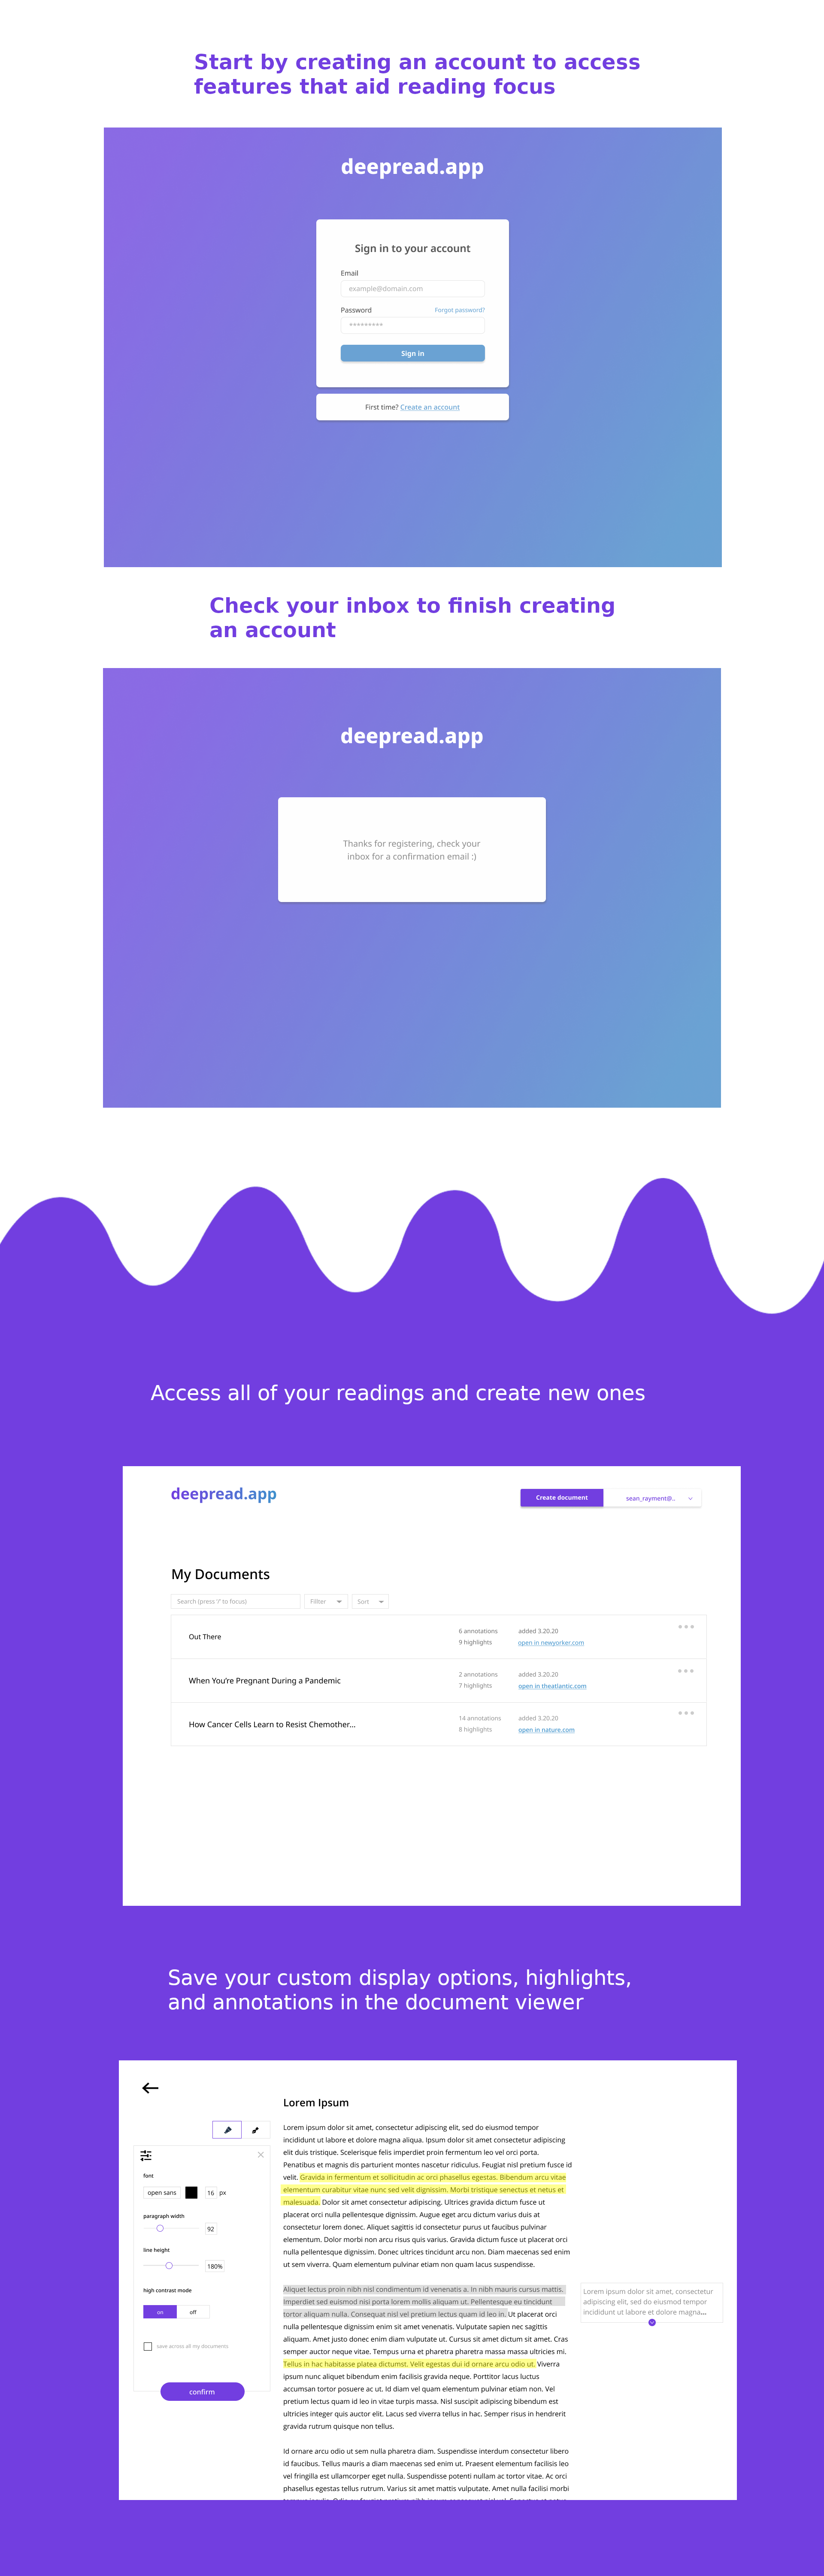 Start by creating an account to access
features that aid reading focus
deepread.app
Sign in to your account
Email
example@domain.com
Password
Forgot password?
*********
Sign in
First time? Create an account
Check your inbox to finish creating
an account
deepread.app
Thanks for registering, check your
inbox for a confirmation email :)
Access all of your readings and create new ones
deepread.app
Create document
sean_rayment@..
My Documents
Search (press '/' to focus)
Fillter
Sort
Out There
6 annotations
9 highlights
added 3.20.20
open in newyorker.com
When You're Pregnant During a Pandemic
2 annotations
7 highlights
added 3.20.20
open in theatlantic.com
How Cancer Cells Learn to Resist Chemother...
14 annotations
8 highlights
added 3.20.20
open in nature.com
Save your custom display options, highlights,
and annotations in the document viewer
font
open sans
16 px
paragraph width
92
line height
180%
high contrast mode
on
off
save across all my documents
confirm
Lorem Ipsum
Lorem ipsum dolor sit amet, consectetur adipiscing elit, sed do eiusmod tempor
incididunt ut labore et dolore magna aliqua. Ipsum dolor sit amet consectetur adipiscing
elit duis tristique. Scelerisque felis imperdiet proin fermentum leo vel orci porta.
Penatibus et magnis dis parturient montes nascetur ridiculus. Feugiat nisl pretium fusce id
velit. Gravida in fermentum et sollicitudin ac orci phasellus egestas. Bibendum arcu vitae
elementum curabitur vitae nunc sed velit dignissim. Morbi tristique senectus et netus et
malesuada. Dolor sit amet consectetur adipiscing. Ultrices gravida dictum fusce ut
placerat orci nulla pellentesque dignissim. Augue eget arcu dictum varius duis at
consectetur lorem donec. Aliquet sagittis id consectetur purus ut faucibus pulvinar
elementum. Dolor morbi non arcu risus quis varius. Gravida dictum fusce ut placerat orci
nulla pellentesque dignissim. Donec ultrices tincidunt arcu non. Diam maecenas sed enim
ut sem viverra. Quam elementum pulvinar etiam non quam lacus suspendisse.
Aliquet lectus proin nibh nisl condimentum id venenatis a. In nibh mauris cursus mattis.
Imperdiet sed euismod nisi porta lorem mollis aliquam ut. Pellentesque eu tincidunt
tortor aliquam nulla. Consequat nisl vel pretium lectus quam id leo in. Ut placerat orci
nulla pellentesque dignissim enim sit amet venenatis. Vulputate sapien nec sagittis
aliquam. Amet justo donec enim diam vulputate ut. Cursus sit amet dictum sit amet. Cras
semper auctor neque vitae. Tempus urna et pharetra pharetra massa massa ultricies mi.
Tellus in hac habitasse platea dictumst. Velit egestas dui id ornare arcu odio ut. Viverra
ipsum nunc aliquet bibendum enim facilisis gravida neque. Porttitor lacus luctus
accumsan tortor posuere ac ut. Id diam vel quam elementum pulvinar etiam non. Vel
pretium lectus quam id leo in vitae turpis massa. Nisl suscipit adipiscing bibendum est
ultricies integer quis auctor elit. Lacus sed viverra tellus in hac. Semper risus in hendrerit
gravida rutrum quisque non tellus.
Id ornare arcu odio ut sem nulla pharetra diam. Suspendisse interdum consectetur libero
id faucibus. Tellus mauris a diam maecenas sed enim ut. Praesent elementum facilisis leo
vel fringilla est ullamcorper eget nulla. Suspendisse potenti nullam ac tortor vitae. Ac orci
phasellus egestas tellus rutrum. Varius sit amet mattis vulputate. Amet nulla facilisi morbi
Lorem ipsum dolor sit amet, consectetur
adipiscing elit, sed do eiusmod tempor
incididunt ut labore et dolore magna...